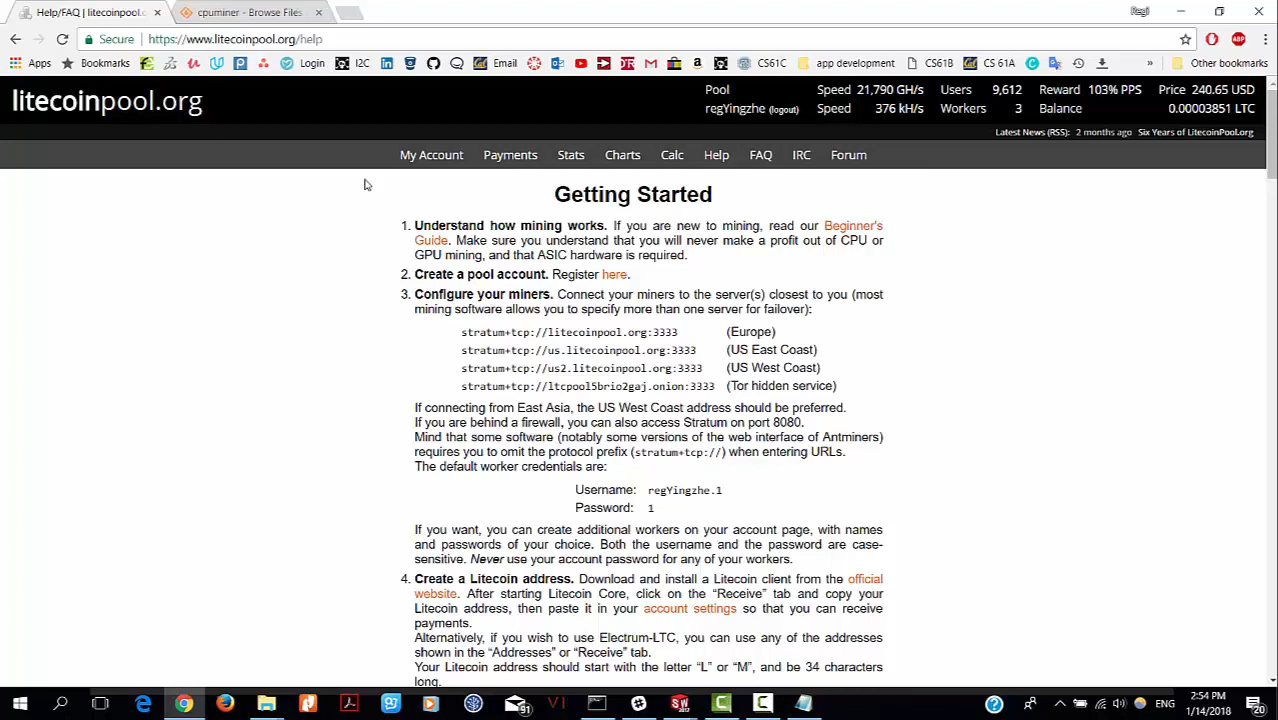 Help/FAQ | litecoinpool.o
cpuminer - Browse Files
Regi
Secure
https://www.litecoinpool.org/help
ABP
Apps
Bookmarks
Login
I2C
Email
CS61C
app development
CS61B
CS 61A
»
Other bookmarks
litecoinpool.org
Pool Speed 21,790 gH/s Users 9,612 Reward 103% PPS Price 240.65 USD
regYingzhe (logout) Speed 376 kH/s Workers 3 Balance 0.00003851 LTC
Latest News (RSS): 2 months ago Six Years of LitecoinPool.org
My Account Payments Stats Charts Calc Help FAQ IRC Forum
Getting Started
1. Understand how mining works. If you are new to mining, read our Beginner's
Guide. Make sure you understand that you will never make a profit out of CPU or
GPU mining, and that ASIC hardware is required.
2. Create a pool account. Register here.
3. Configure your miners. Connect your miners to the server(s) closest to you (most
mining software allows you to specify more than one server for failover):
stratum+tcp://litecoinpool.org:3333 (Europe)
stratum+tcp://us.litecoinpool.org:3333 (US East Coast)
stratum+tcp://us2.litecoinpool.org:3333 (US West Coast)
stratum+tcp://ltcpool5brio2gaj.onion:3333 (Tor hidden service)
If connecting from East Asia, the US West Coast address should be preferred.
If you are behind a firewall, you can also access Stratum on port 8080.
Mind that some software (notably some versions of the web interface of Antminers)
requires you to omit the protocol prefix (stratum+tcp://) when entering URLs.
The default worker credentials are:
Username: regYingzhe.1
Password: 1
If you want, you can create additional workers on your account page, with names
and passwords of your choice. Both the username and the password are case-
sensitive. Never use your account password for any of your workers.
4. Create a Litecoin address. Download and install a Litecoin client from the official
website. After starting Litecoin Core, click on the “Receive” tab and copy your
Litecoin address, then paste it in your account settings so that you can receive
payments.
Alternatively, if you wish to use Electrum-LTC, you can use any of the addresses
shown in the “Addresses” or “Receive” tab.
Your Litecoin address should start with the letter “L” or “M”, and be 34 characters
long.
ENG
2:54 PM
1/14/2018
20